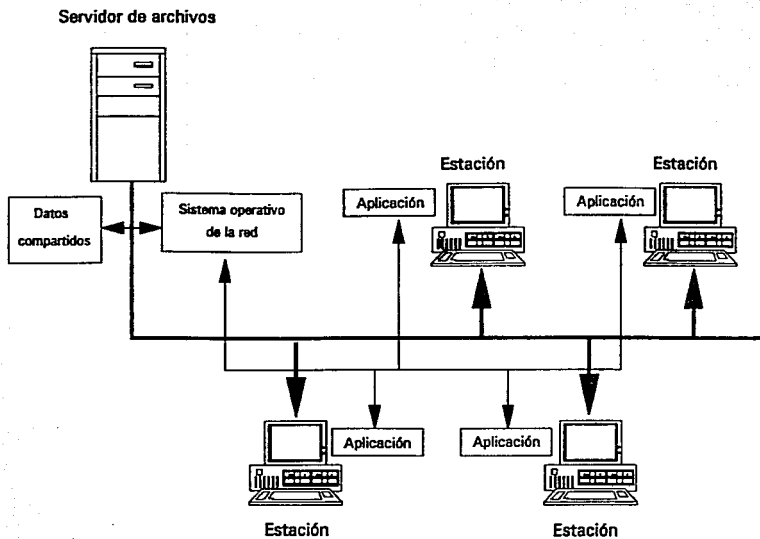 Servidor de archivos
Estación
Estación
Aplicación
Aplicación
Datos
compartidos
Sistema operativo
de la red
Aplicación
Aplicación
Estación
Estación